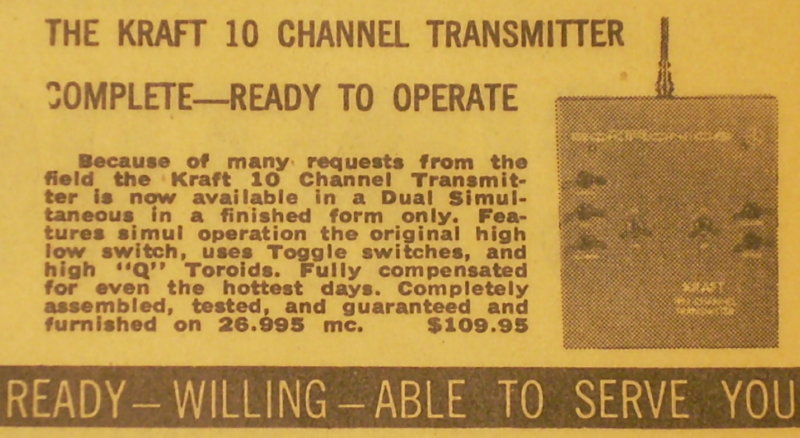 THE KRAFT 10 CHANNEL TRANSMITTER
COMPLETE—READY TO OPERATE
Because of many requests from the
field the Kraft 10 Channel Transmit-
ter is now available in a Dual Simul-
taneous in a finished form only. Fea-
tures simul operation the original high
low switch, uses Toggle switches, and
high "Q" Toroids. Fully compensated
for even the hottest days. Completely
assembled, tested, and guaranteed and
furnished on 26.995 mc. $109.95
KRAFT
CHANNEL
TRANSMITTER
READY—WILLING—ABLE TO SERVE YOU